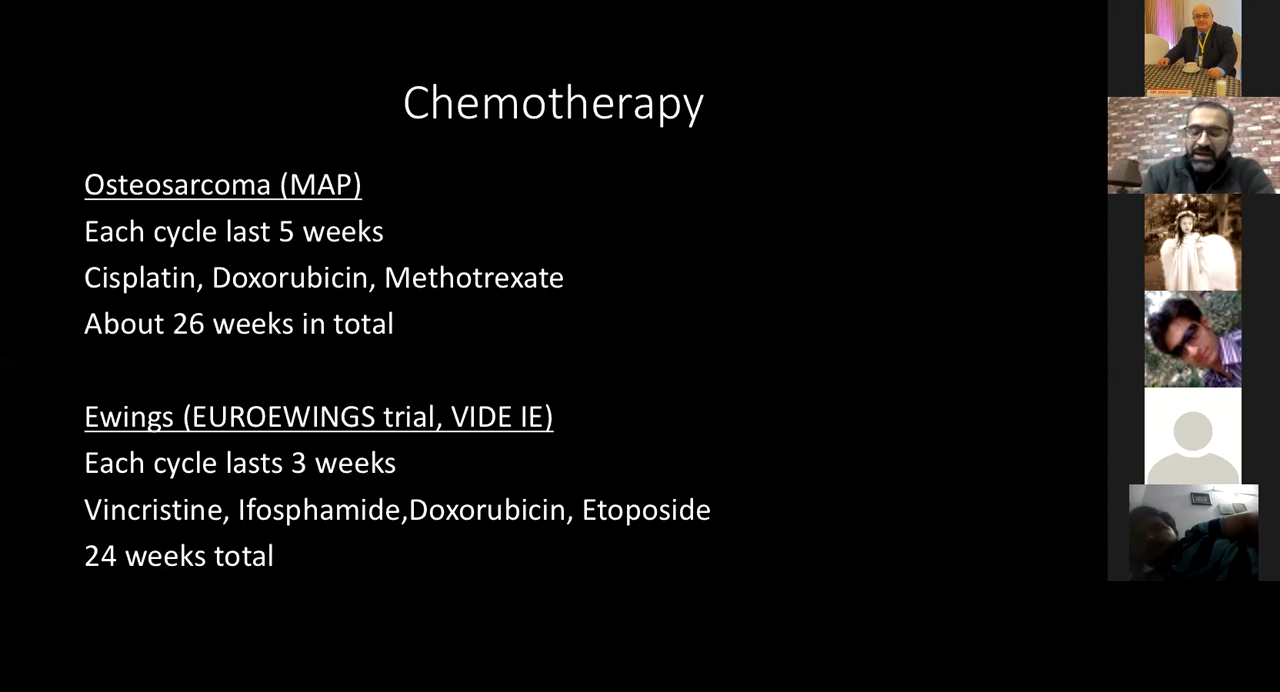 Chemotherapy
Osteosarcoma (MAP)
Each cycle last 5 weeks
Cisplatin, Doxorubicin, Methotrexate
About 26 weeks in total
Ewings (EUROEWINGS trial, VIDE IE)
Each cycle lasts 3 weeks
Vincristine, Ifosphamide,Doxorubicin, Etoposide
24 weeks total